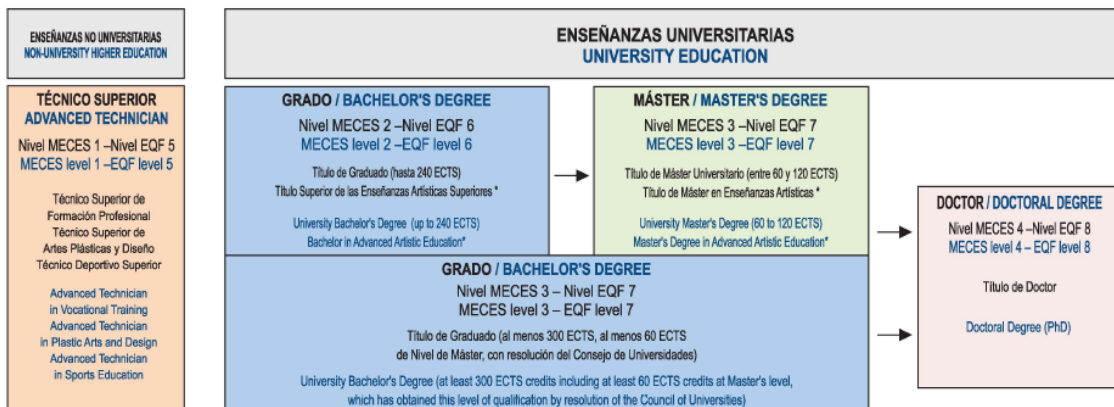 ENSEÑANZAS NO UNIVERSITARIAS
NON-UNIVERSITY HIGHER EDUCATION
ENSEÑANZAS UNIVERSITARIAS
UNIVERSITY EDUCATION
TÉCNICO SUPERIOR
ADVANCED TECHNICIAN
Nivel MECES 1 –Nivel EQF 5
MECES level 1 –EQF level 5
Técnico Superior de
Formación Profesional
Técnico Superior de
Artes Plásticas y Diseño
Técnico Deportivo Superior
Advanced Technician
in Vocational Training
Advanced Technician
in Plastic Arts and Design
Advanced Technician
in Sports Education
GRADO / BACHELOR'S DEGREE
Nivel MECES 2 –Nivel EQF 6
MECES level 2 –EQF level 6
Título de Graduado (hasta 240 ECTS)
Título Superior de las Enseñanzas Artísticas Superiores *
University Bachelor's Degree (up to 240 ECTS)
Bachelor in Advanced Artistic Education*
MÁSTER / MASTER'S DEGREE
Nivel MECES 3 –Nivel EQF 7
MECES level 3 –EQF level 7
Título de Máster Universitario (entre 60 y 120 ECTS)
Título de Máster en Enseñanzas Artísticas *
University Master's Degree (60 to 120 ECTS)
Master's Degree in Advanced Artistic Education*
GRADO / BACHELOR'S DEGREE
Nivel MECES 3 – Nivel EQF 7
MECES level 3 – EQF level 7
Título de Graduado (al menos 300 ECTS, al menos 60 ECTS
de Nivel de Máster, con resolución del Consejo de Universidades)
University Bachelor's Degree (at least 300 ECTS credits including at least 60 ECTS credits at Master's level,
which has obtained this level of qualification by resolution of the Council of Universities)
DOCTOR / DOCTORAL DEGREE
Nivel MECES 4 –Nivel EQF 8
MECES level 4 – EQF level 8
Título de Doctor
Doctoral Degree (PhD)